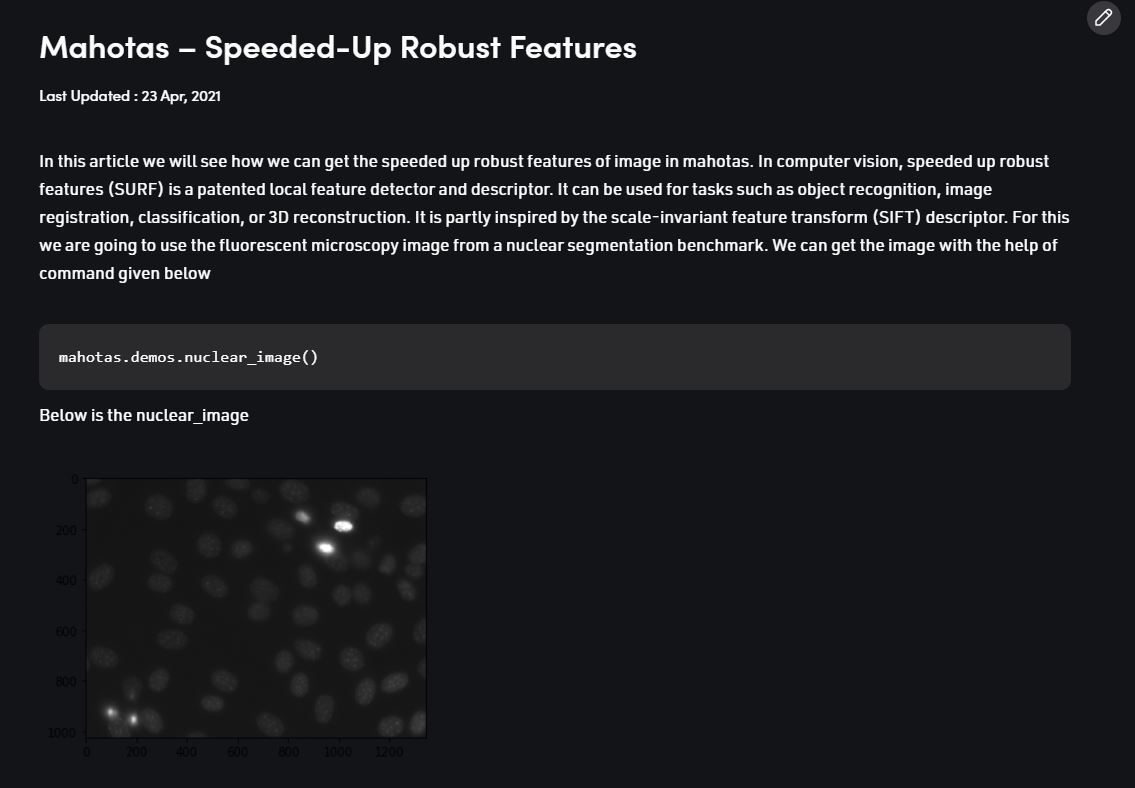 Mahotas – Speeded-Up Robust Features
Last Updated : 23 Apr, 2021
In this article we will see how we can get the speeded up robust features of image in mahotas. In computer vision, speeded up robust
features (SURF) is a patented local feature detector and descriptor. It can be used for tasks such as object recognition, image
registration, classification, or 3D reconstruction. It is partly inspired by the scale-invariant feature transform (SIFT) descriptor. For this
we are going to use the fluorescent microscopy image from a nuclear segmentation benchmark. We can get the image with the help of
command given below
mahotas.demos.nuclear_image()
Below is the nuclear_image
0
200
400
600
800
1000
0 200 400 600 800 1000 1200